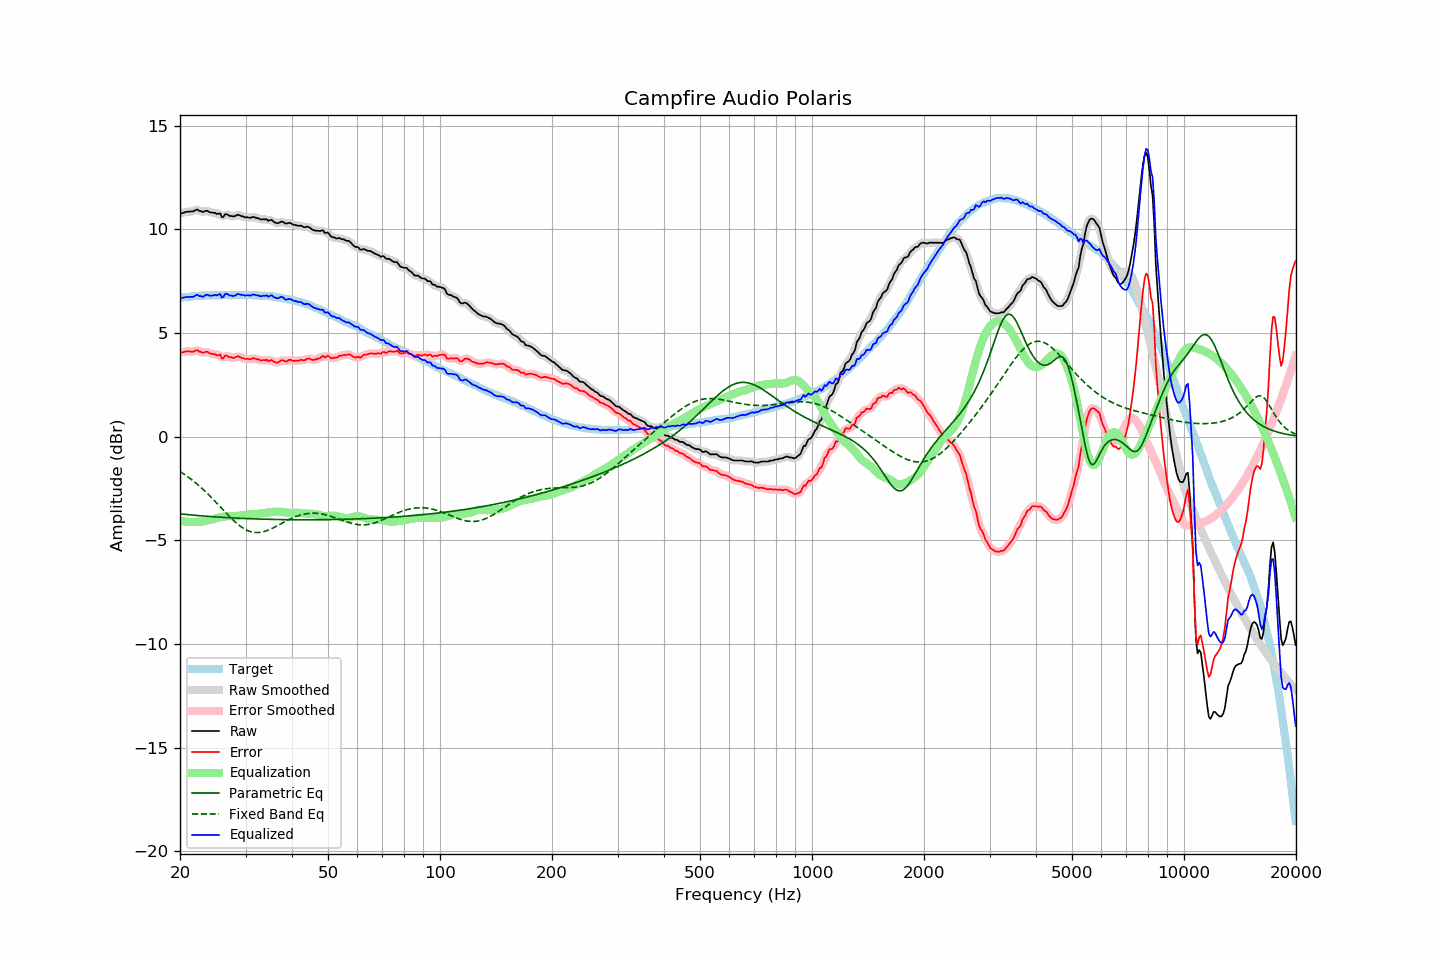 Campfire Audio Polaris
Amplitude (dBr)
15
10
5
0
−5
−10
−15
−20
Target
Raw Smoothed
Error Smoothed
Raw
Error
Equalization
Parametric Eq
Fixed Band Eq
Equalized
20 50 100 200 500 1000 2000 5000 10000 20000
Frequency (Hz)